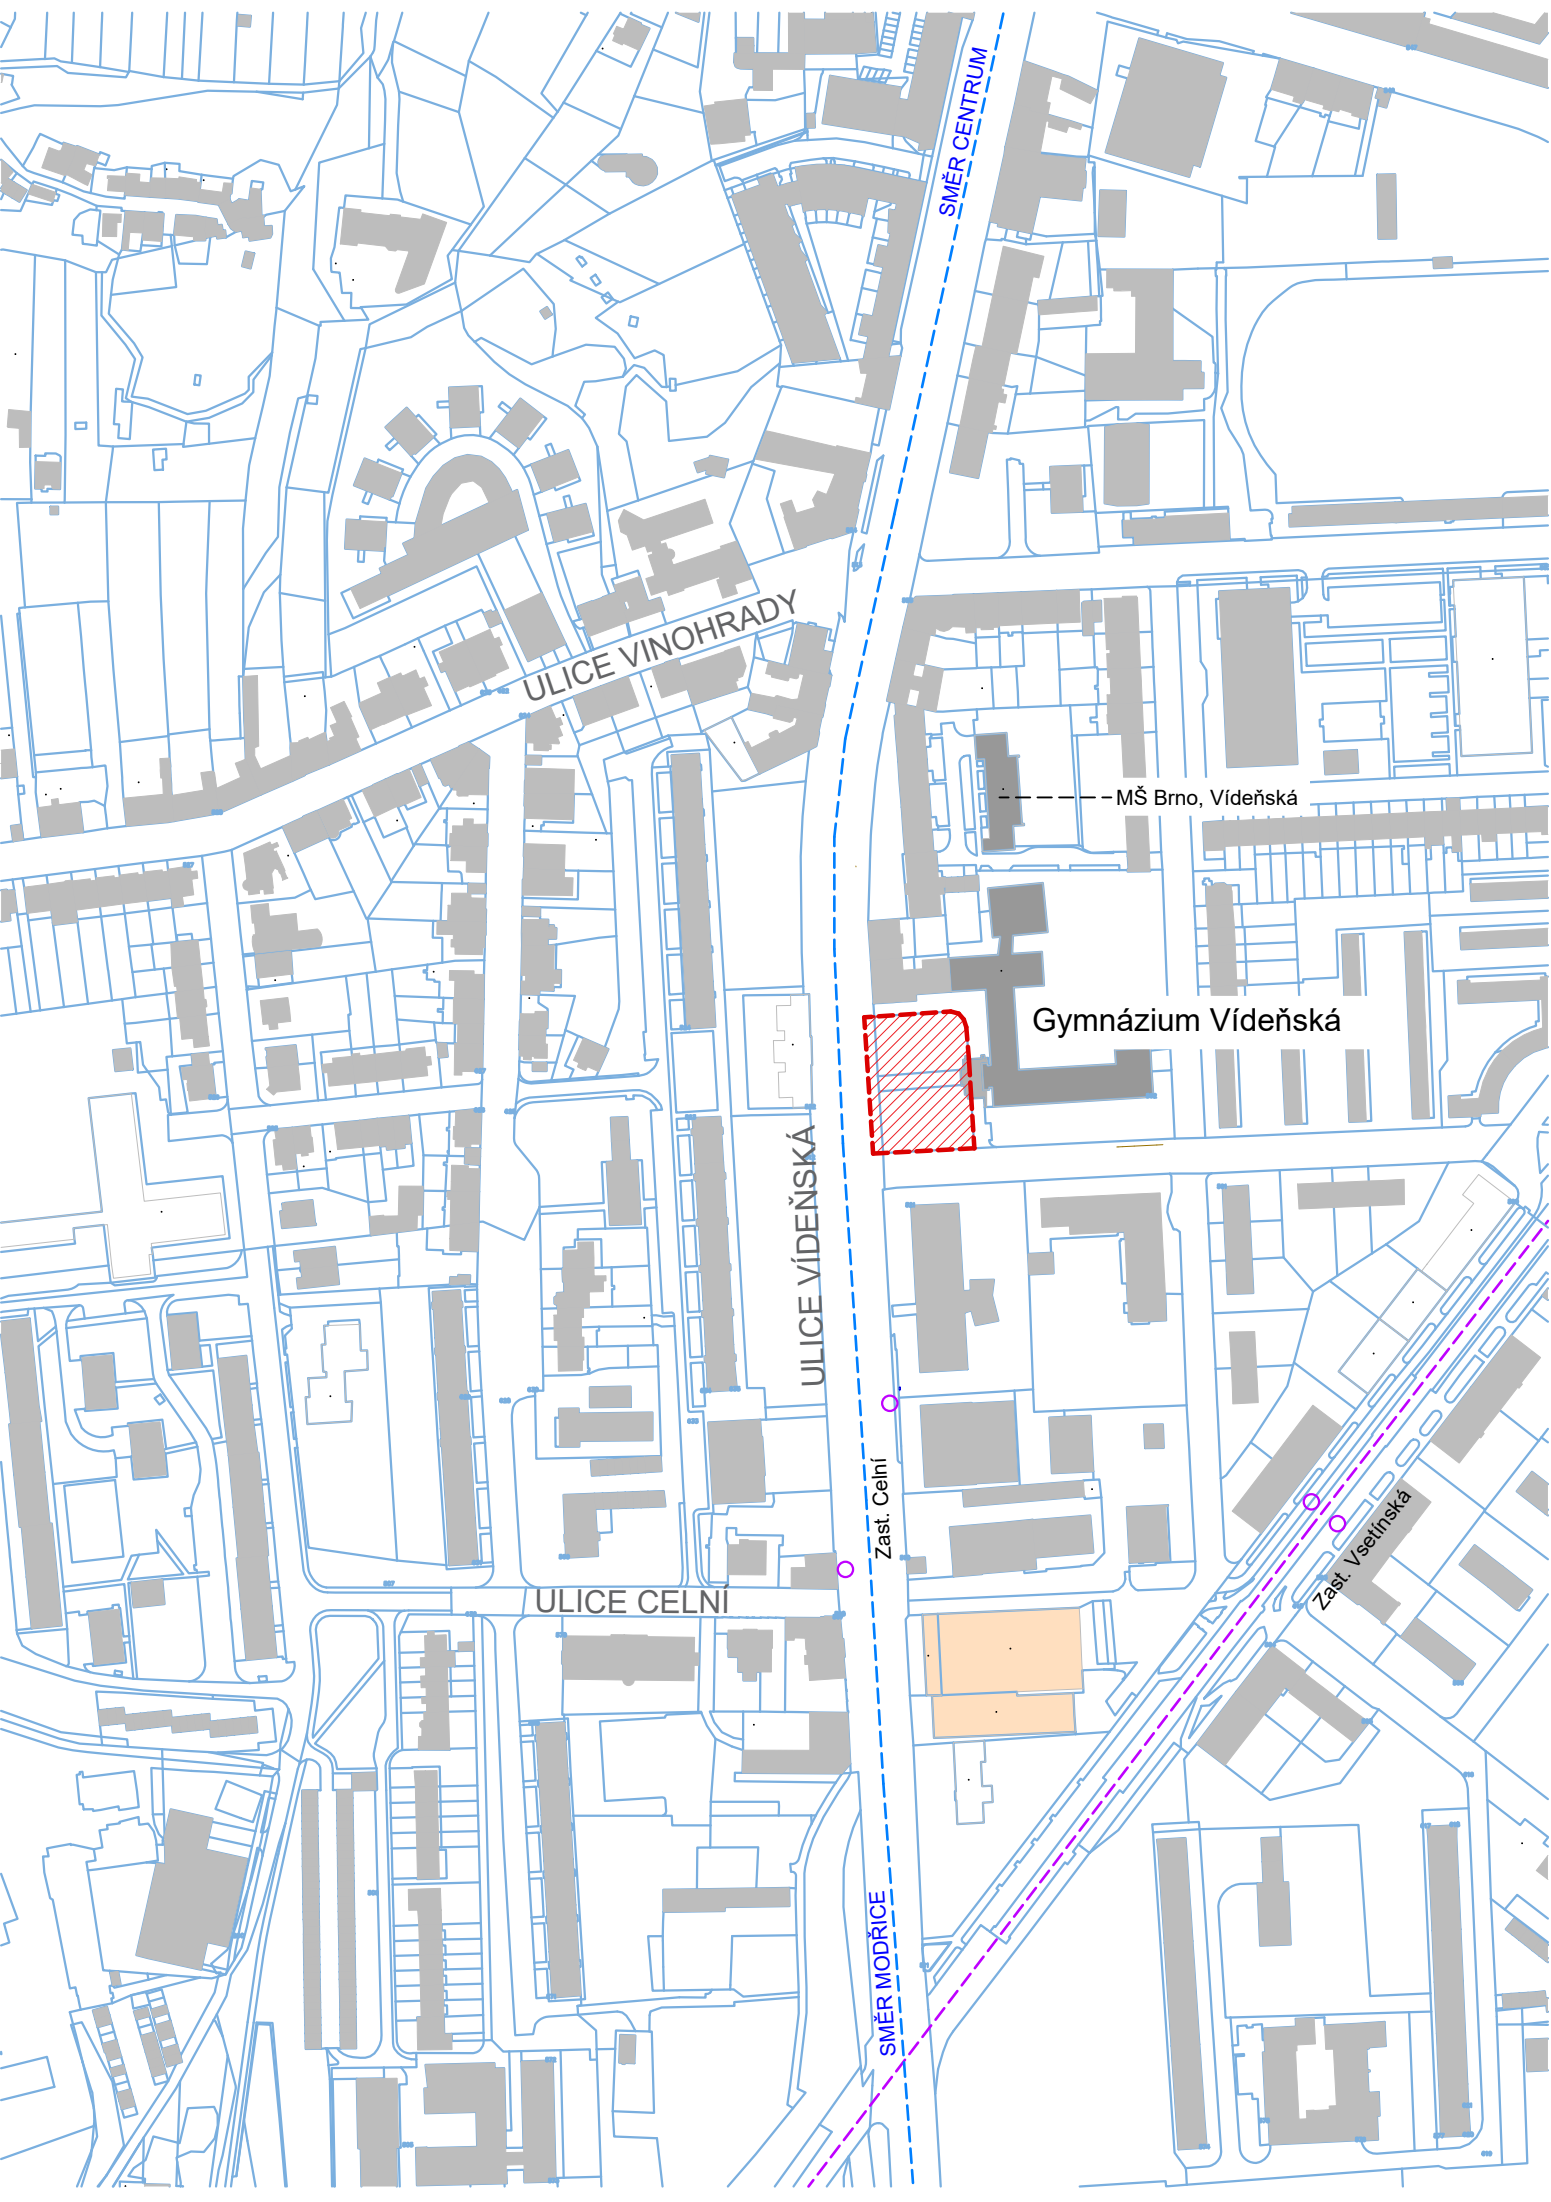 SMĚR CENTRUM
ULICE VINOHRADY
MŠ Brno, Vídeňská
Gymnázium Vídeňská
ULICE VÍDEŇSKÁ
Zast. Celní
Zast. Vsetínská
ULICE CELNÍ
SMĚR MODŘICE